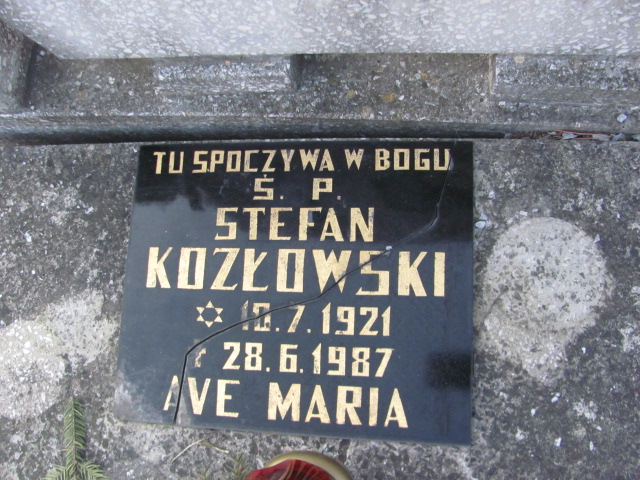 TU SPOCZYWA W BOGU
Ś. P.
STEFAN
KOZŁOWSKI
✡ 10.7.1921
† 28.6.1987
AVE MARIA